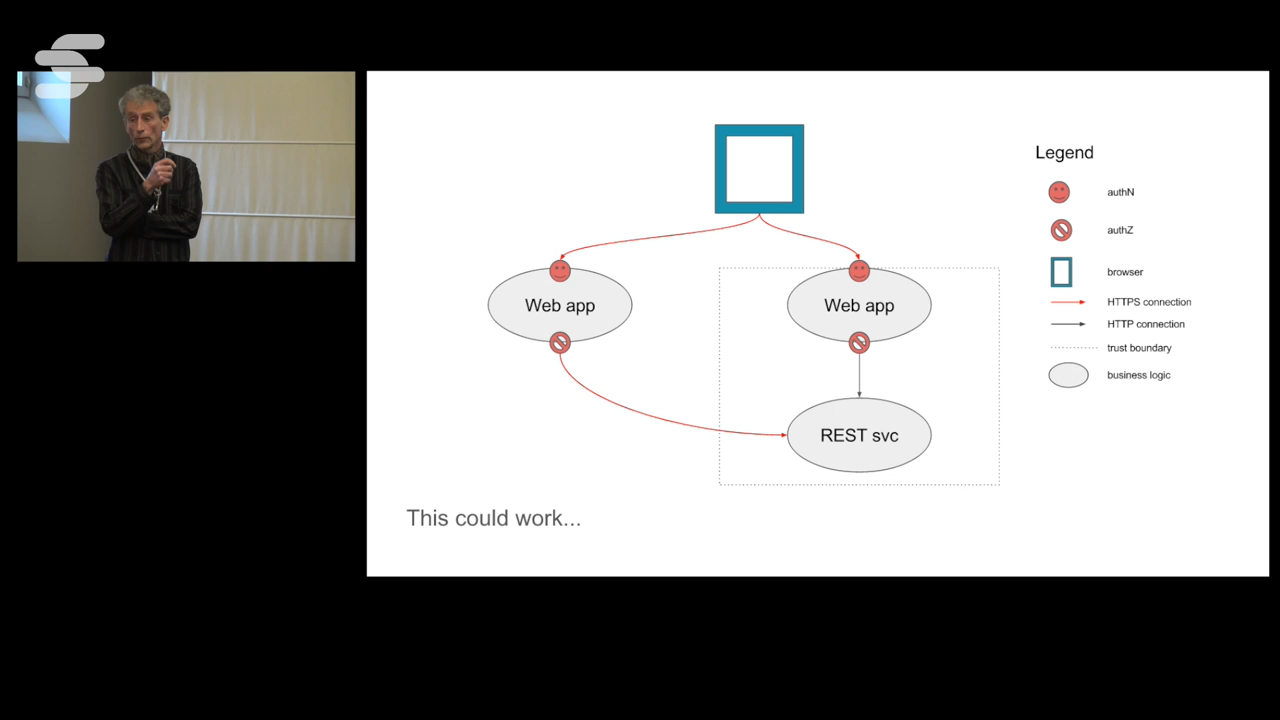 Legend
authN
authZ
browser
HTTPS connection
HTTP connection
trust boundary
business logic
Web app
Web app
REST svc
This could work...